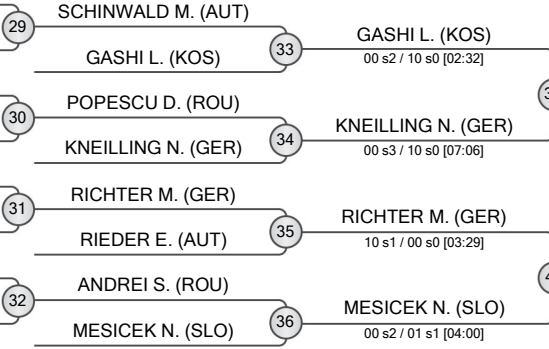 SCHINWALD M. (AUT)
29
GASHI L. (KOS)
33
GASHI L. (KOS)
00 s2 / 10 s0 [02:32]
POPESCU D. (ROU)
30
KNEILLING N. (GER)
34
KNEILLING N. (GER)
00 s3 / 10 s0 [07:06]
RICHTER M. (GER)
31
RIEDER E. (AUT)
35
RICHTER M. (GER)
10 s1 / 00 s0 [03:29]
ANDREI S. (ROU)
32
MESICEK N. (SLO)
36
MESICEK N. (SLO)
00 s2 / 01 s1 [04:00]